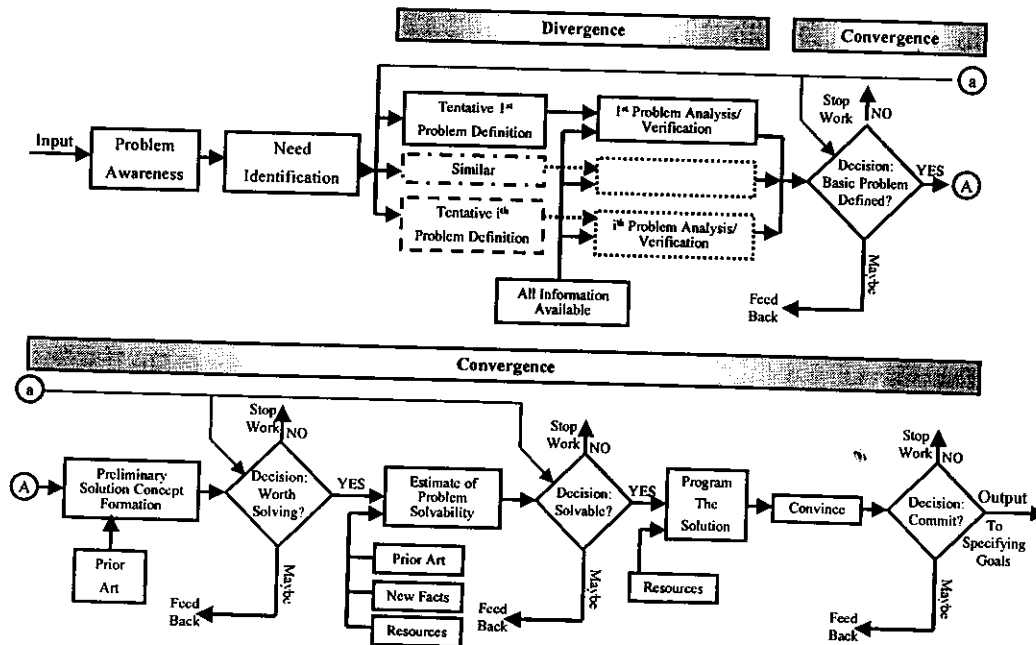 Divergence
Convergence
a
Input
Problem
Awareness
Need
Identification
Tentative 1st
Problem Definition
1st Problem Analysis/
Verification
Similar
Tentative ith
Problem Definition
ith Problem Analysis/
Verification
All Information
Available
Stop
Work
NO
Decision:
Basic Problem
Defined?
YES
A
Maybe
Feed
Back
Convergence
a
A
Preliminary
Solution Concept
Formation
Prior
Art
Stop
Work
NO
Decision:
Worth
Solving?
YES
Maybe
Feed
Back
Estimate of
Problem
Solvability
Prior Art
New Facts
Resources
Stop
Work
NO
Decision:
Solvable?
YES
Maybe
Feed
Back
Program
The
Solution
Resources
Convince
Stop
Work
NO
Decision:
Commit?
Maybe
Feed
Back
Output
To
Specifying
Goals